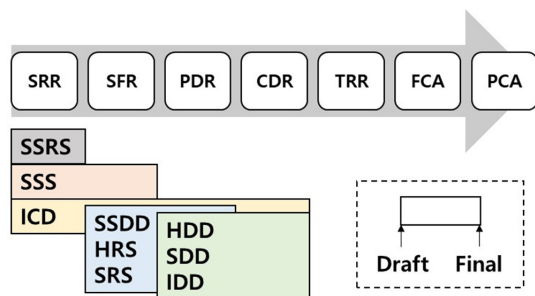 SRR SFR PDR CDR TRR FCA PCA
SSRS
SSS
ICD
SSDD
HRS
SRS
HDD
SDD
IDD
Draft Final